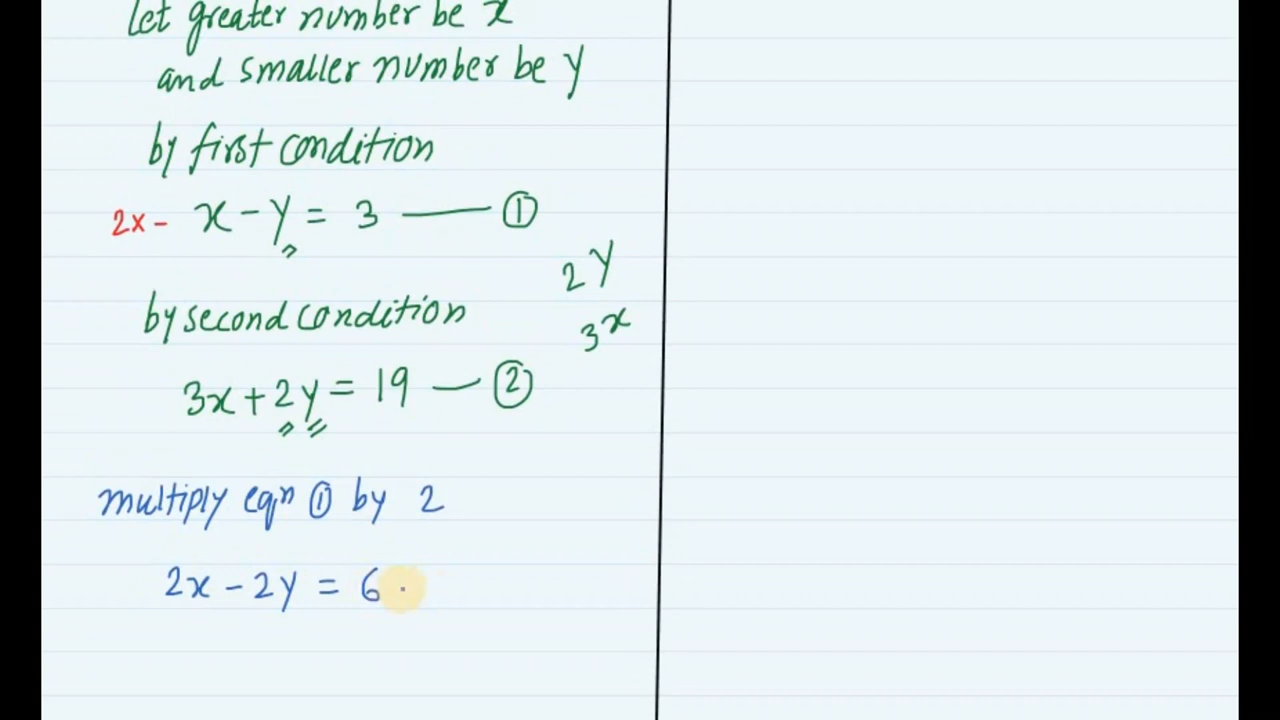 let greater number be x
and smaller number be y
by first condition
2x - x - y = 3 —— ①
2y
by second condition
3x
3x + 2y = 19 — ②
multiply eqⁿ ① by 2
2x - 2y = 6